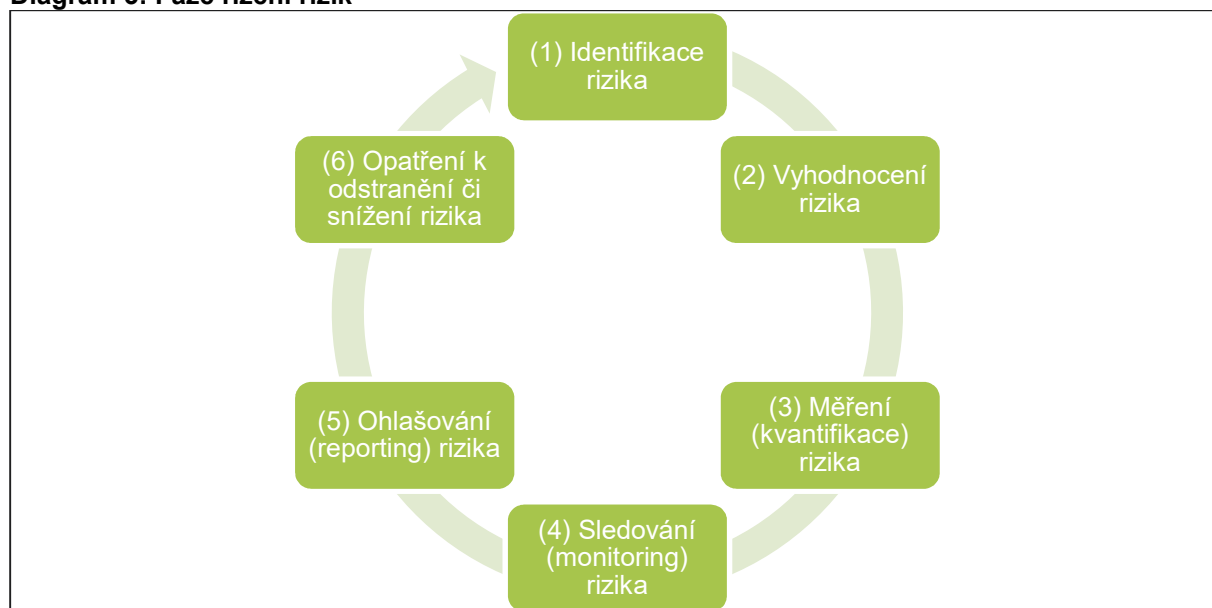 (1) Identifikace
rizika
(2) Vyhodnocení
rizika
(3) Měření
(kvantifikace)
rizika
(4) Sledování
(monitoring)
rizika
(5) Ohlašování
(reporting) rizika
(6) Opatření k
odstranění či
snížení rizika